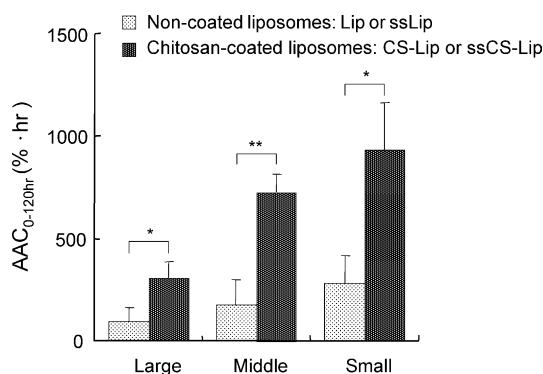 1500
Non-coated liposomes: Lip or ssLip
Chitosan-coated liposomes: CS-Lip or ssCS-Lip
*
1000
**
AAC0-120hr (% ·hr )
500
*
0
Large Middle Small